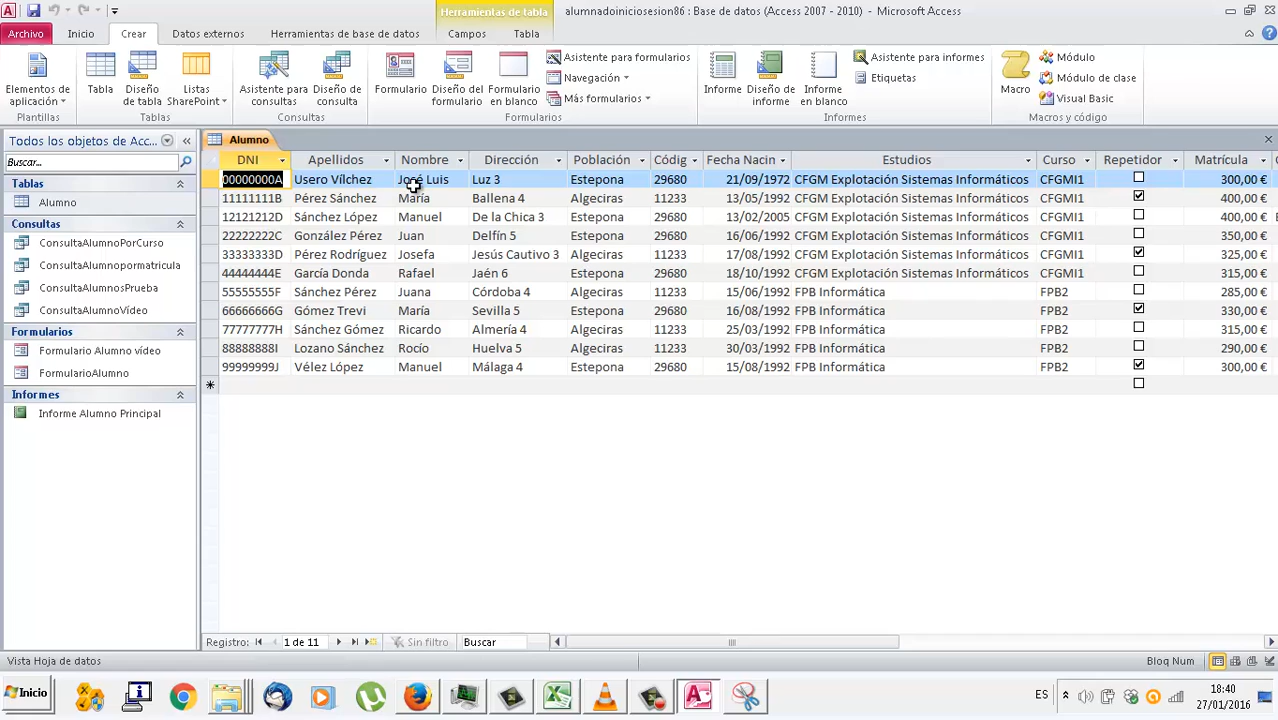 Herramientas de tabla
alumnadoiniciosesion86 : Base de datos (Access 2007 - 2010) - Microsoft Access
Archivo Inicio Crear Datos externos Herramientas de base de datos Campos Tabla
Elementos de aplicación
Plantillas
Tabla
Diseño de tabla
Listas SharePoint
Tablas
Asistente para consultas
Diseño de consulta
Consultas
Formulario
Diseño del formulario
Formulario en blanco
Asistente para formularios
Navegación
Más formularios
Formularios
Informe
Diseño de informe
Informe en blanco
Asistente para informes
Etiquetas
Informes
Macro
Módulo
Módulo de clase
Visual Basic
Macros y código
Todos los objetos de Acc...
Buscar...
Tablas
Alumno
Consultas
ConsultaAlumnoPorCurso
ConsultaAlumnopormatricula
ConsultaAlumnosPrueba
ConsultaAlumnoVídeo
Formularios
Formulario Alumno vídeo
FormularioAlumno
Informes
Informe Alumno Principal
Alumno
DNI Apellidos Nombre Dirección Población Códig Fecha Nacin Estudios Curso Repetidor Matrícula
00000000A Usero Vílchez José Luis Luz 3 Estepona 29680 21/09/1972 CFGM Explotación Sistemas Informáticos CFGMI1 300,00 €
11111111B Pérez Sánchez María Ballena 4 Algeciras 11233 13/05/1992 CFGM Explotación Sistemas Informáticos CFGMI1 400,00 €
12121212D Sánchez López Manuel De la Chica 3 Estepona 29680 13/02/2005 CFGM Explotación Sistemas Informáticos CFGMI1 400,00 €
22222222C González Pérez Juan Delfín 5 Estepona 29680 16/06/1992 CFGM Explotación Sistemas Informáticos CFGMI1 350,00 €
33333333D Pérez Rodríguez Josefa Jesús Cautivo 3 Algeciras 11233 17/08/1992 CFGM Explotación Sistemas Informáticos CFGMI1 325,00 €
44444444E García Donda Rafael Jaén 6 Estepona 29680 18/10/1992 CFGM Explotación Sistemas Informáticos CFGMI1 315,00 €
55555555F Sánchez Pérez Juana Córdoba 4 Algeciras 11233 15/06/1992 FPB Informática FPB2 285,00 €
66666666G Gómez Trevi María Sevilla 5 Estepona 29680 16/08/1992 FPB Informática FPB2 330,00 €
77777777H Sánchez Gómez Ricardo Almería 4 Algeciras 11233 25/03/1992 FPB Informática FPB2 315,00 €
88888888I Lozano Sánchez Rocío Huelva 5 Algeciras 11233 30/03/1992 FPB Informática FPB2 290,00 €
99999999J Vélez López Manuel Málaga 4 Estepona 29680 15/08/1992 FPB Informática FPB2 300,00 €
Registro: 1 de 11 Sin filtro Buscar
Vista Hoja de datos
Bloq Num
Inicio
ES
18:40
27/01/2016